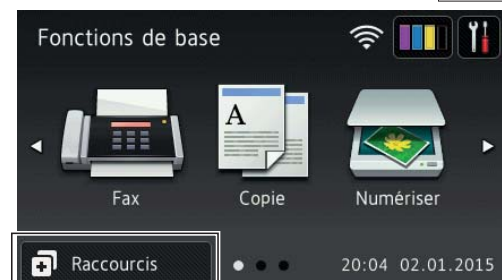 Fonctions de base
A
Fax
Copie
Numériser
Raccourcis
20:04 02.01.2015